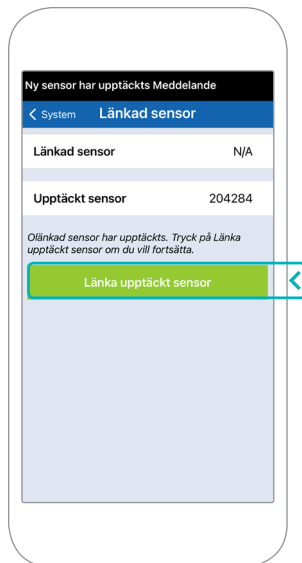 Ny sensor har upptäckts Meddelande
System Länkad sensor
Länkad sensor N/A
Upptäckt sensor 204284
Olänkad sensor har upptäckts. Tryck på Länka
upptäckt sensor om du vill fortsätta.
Länka upptäckt sensor